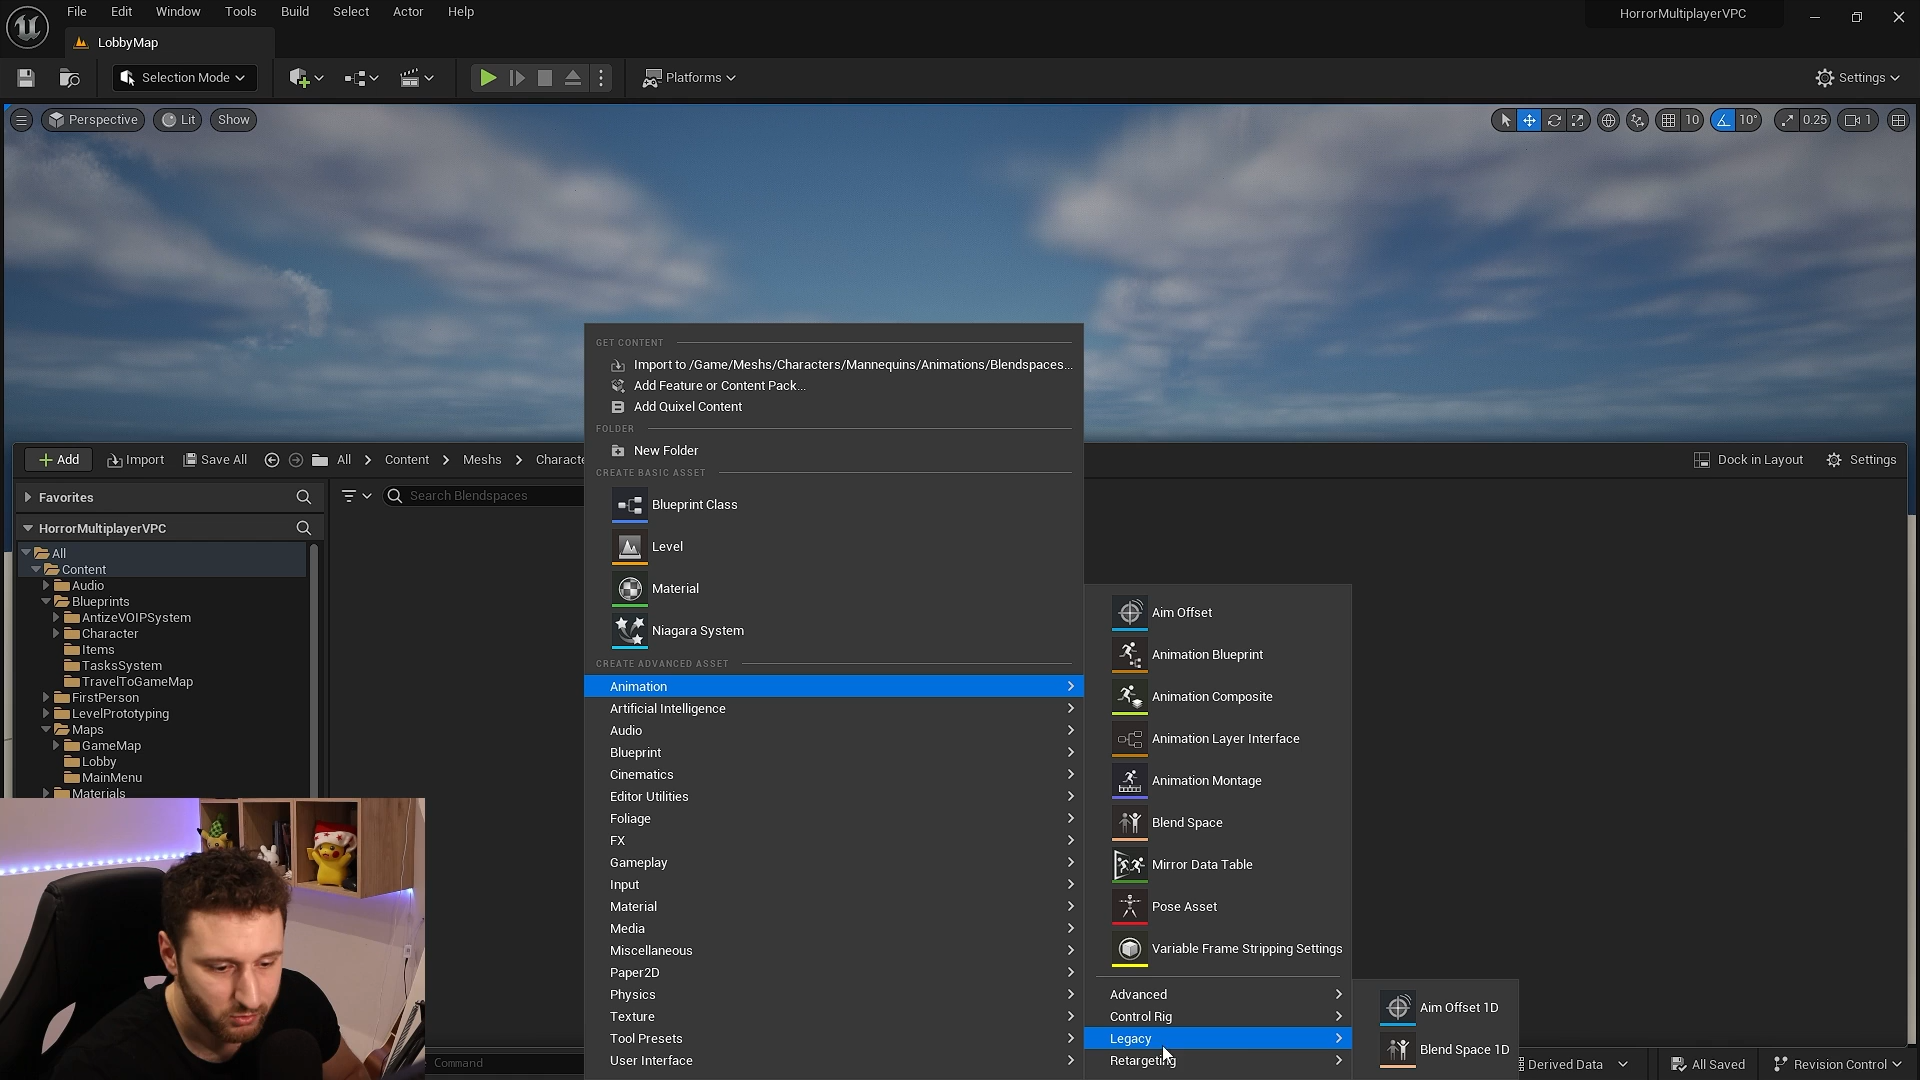 File Edit Window Tools Build Select Actor Help
HorrorMultiplayerVPC
LobbyMap
Selection Mode
Platforms
Settings
Perspective Lit Show
10 10° 0.25 1
GET CONTENT
Import to /Game/Meshs/Characters/Mannequins/Animations/Blendspaces...
Add Feature or Content Pack...
Add Quixel Content
FOLDER
New Folder
CREATE BASIC ASSET
Blueprint Class
Level
Material
Niagara System
CREATE ADVANCED ASSET
Animation
Artificial Intelligence
Audio
Blueprint
Cinematics
Editor Utilities
Foliage
FX
Gameplay
Input
Material
Media
Miscellaneous
Paper2D
Physics
Texture
Tool Presets
User Interface
Aim Offset
Animation Blueprint
Animation Composite
Animation Layer Interface
Animation Montage
Blend Space
Mirror Data Table
Pose Asset
Variable Frame Stripping Settings
Advanced
Control Rig
Legacy
Retargeting
Aim Offset 1D
Blend Space 1D
Add Import Save All All Content Meshs Characte
Dock in Layout Settings
Favorites
Search Blendspaces
HorrorMultiplayerVPC
All
Content
Audio
Blueprints
AntizeVOIPSystem
Character
Items
TasksSystem
TravelToGameMap
FirstPerson
LevelPrototyping
Maps
GameMap
Lobby
MainMenu
Materials
Command
Derived Data All Saved Revision Control